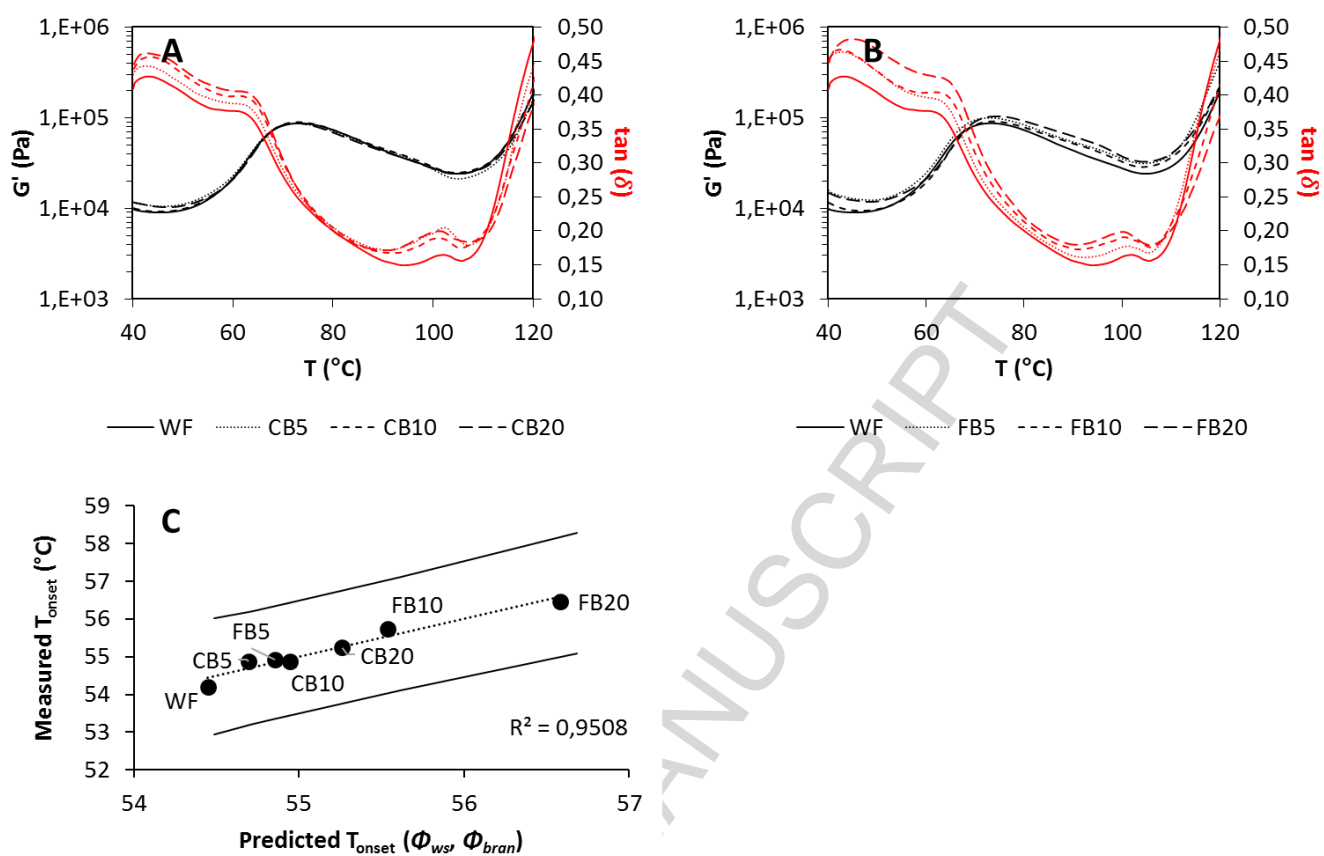 A
1,E+06
1,E+05
1,E+04
1,E+03
G' (Pa)
0,50
0,45
0,40
0,35
0,30
0,25
0,20
0,15
0,10
tan (δ)
40 60 80 100 120
T (°C)
WF CB5 CB10 CB20
B
1,E+06
1,E+05
1,E+04
1,E+03
G' (Pa)
0,50
0,45
0,40
0,35
0,30
0,25
0,20
0,15
0,10
tan (δ)
40 60 80 100 120
T (°C)
WF FB5 FB10 FB20
C
59
58
57
56
55
54
53
52
Measured Tonset (°C)
FB10
FB20
FB5
CB5
CB20
CB10
WF
R² = 0,9508
54 55 56 57
Predicted Tonset (Φws, Φbran)
ANUSCRIPT